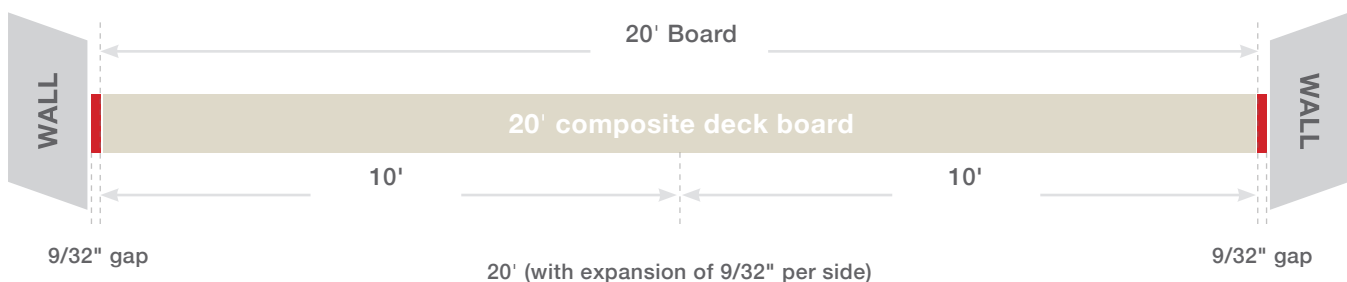 20' Board
WALL
20' composite deck board
WALL
10'
10'
9/32" gap
20' (with expansion of 9/32" per side)
9/32" gap